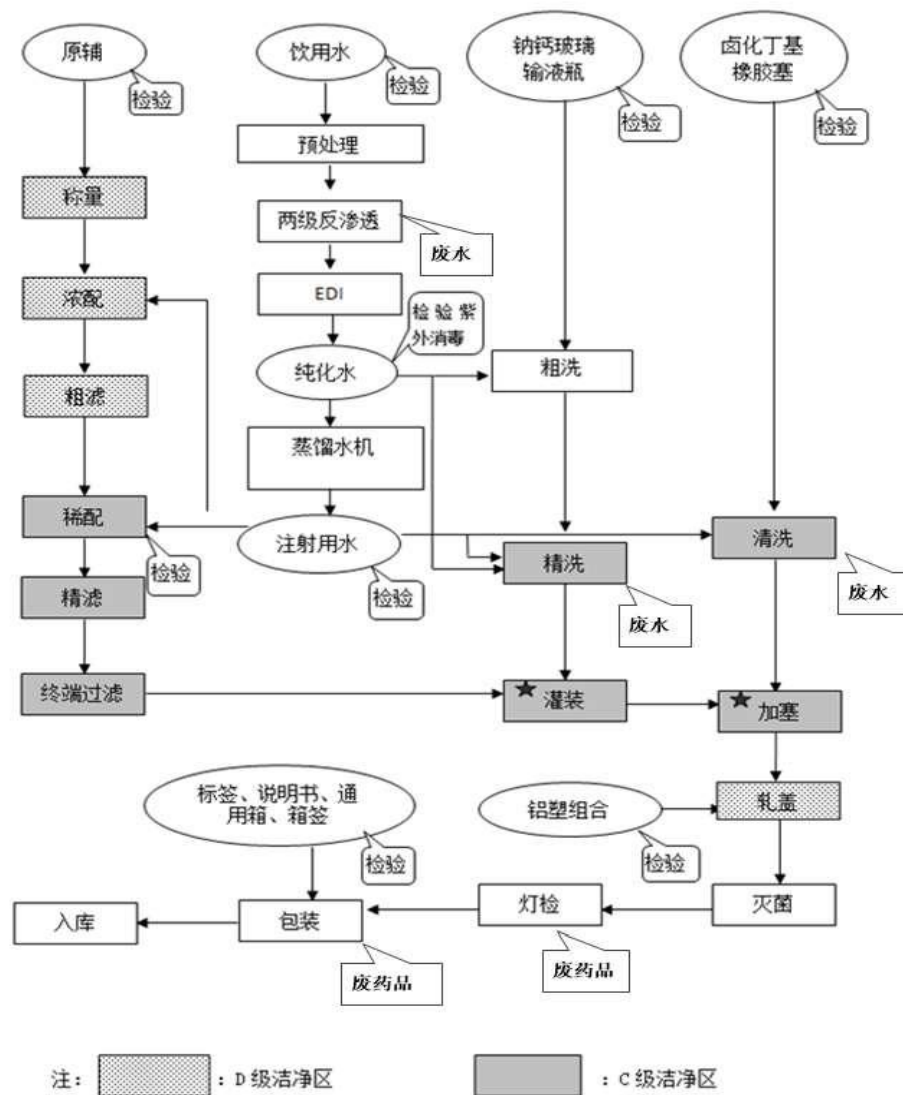 原辅
饮用水
钠钙玻璃
输液瓶
卤化丁基
橡胶塞
检验
检验
检验
检验
预处理
称量
两级反渗透
废水
浓配
EDI
检 验 紫
外消毒
纯化水
粗洗
粗滤
蒸馏水机
稀配
注射用水
清洗
检验
检验
精洗
废水
精滤
废水
终端过滤
★ 灌装
★ 加塞
标签、说明书、通
用箱、箱签
检验
铝塑组合
检验
轧盖
入库
包装
灯检
灭菌
废药品
废药品
注：
：D 级洁净区
：C 级洁净区